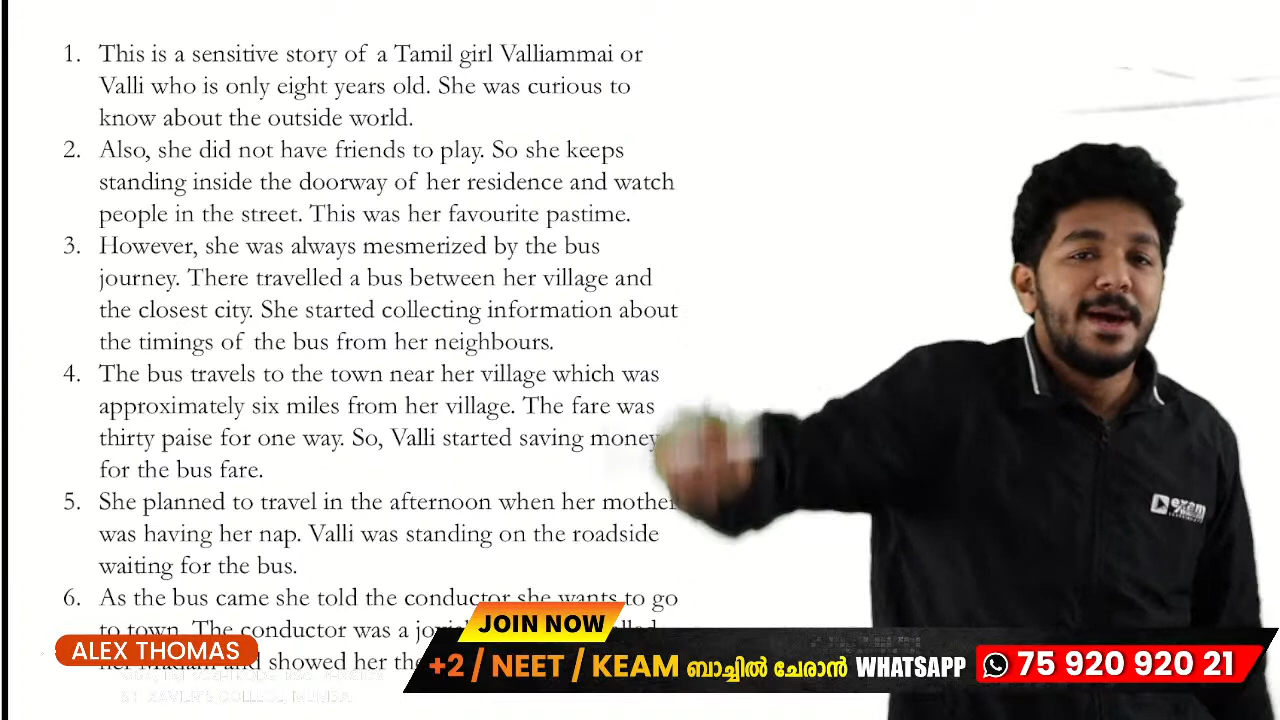 1. This is a sensitive story of a Tamil girl Valliammai or
Valli who is only eight years old. She was curious to
know about the outside world.
2. Also, she did not have friends to play. So she keeps
standing inside the doorway of her residence and watch
people in the street. This was her favourite pastime.
3. However, she was always mesmerized by the bus
journey. There travelled a bus between her village and
the closest city. She started collecting information about
the timings of the bus from her neighbours.
4. The bus travels to the town near her village which was
approximately six miles from her village. The fare was
thirty paise for one way. So, Valli started saving money
for the bus fare.
5. She planned to travel in the afternoon when her mother
was having her nap. Valli was standing on the roadside
waiting for the bus.
6. As the bus came she told the conductor she wants to go
to town. The conductor was a
showed her the
exam
ALEX THOMAS
JOIN NOW
+2 / NEET / KEAM ബാച്ചിൽ ചേരാൻ WHATSAPP 75 920 920 21